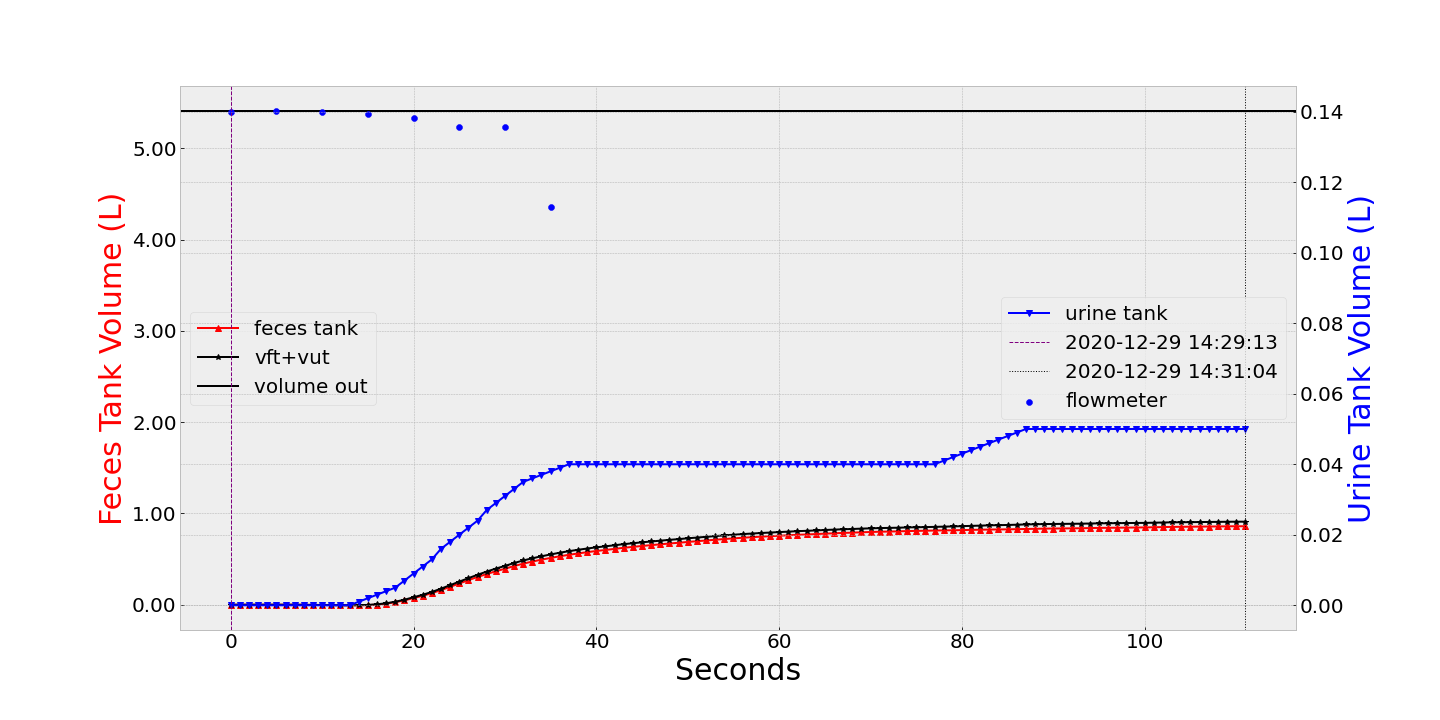 Feces Tank Volume (L)
5.00
4.00
3.00
2.00
1.00
0.00
feces tank
vft+vut
volume out
urine tank
2020-12-29 14:29:13
2020-12-29 14:31:04
flowmeter
0.14
0.12
0.10
0.08
0.06
0.04
0.02
0.00
Urine Tank Volume (L)
0 20 40 60 80 100
Seconds